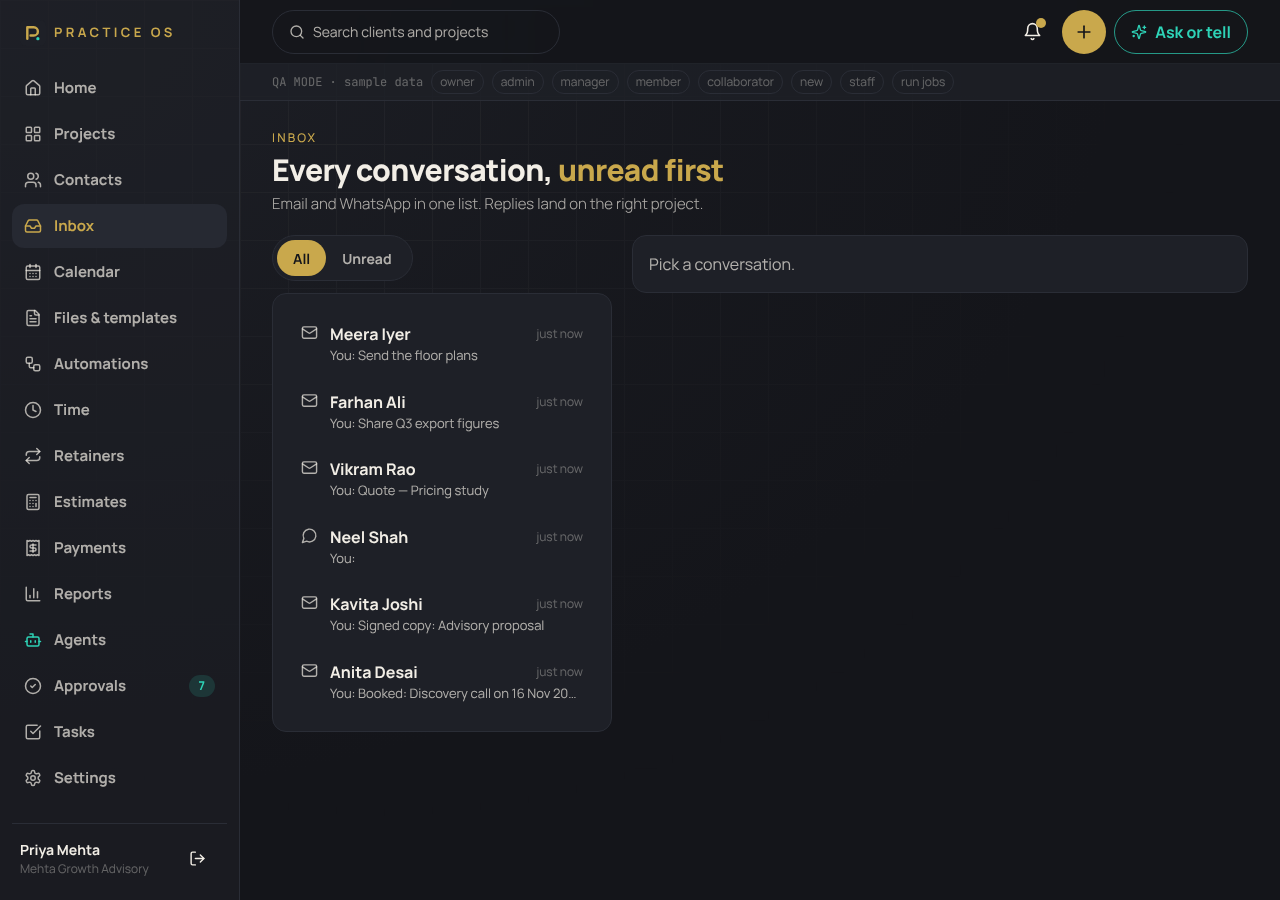 PRACTICE OS
Home
Projects
Contacts
Inbox
Calendar
Files & templates
Automations
Time
Retainers
Estimates
Payments
Reports
Agents
Approvals 7
Tasks
Settings
Priya Mehta
Mehta Growth Advisory
Search clients and projects
Ask or tell
QA MODE · sample data owner admin manager member collaborator new staff run jobs
INBOX
Every conversation, unread first
Email and WhatsApp in one list. Replies land on the right project.
All Unread
Meera Iyer just now
You: Send the floor plans
Farhan Ali just now
You: Share Q3 export figures
Vikram Rao just now
You: Quote — Pricing study
Neel Shah just now
You:
Kavita Joshi just now
You: Signed copy: Advisory proposal
Anita Desai just now
You: Booked: Discovery call on 16 Nov 20...
Pick a conversation.